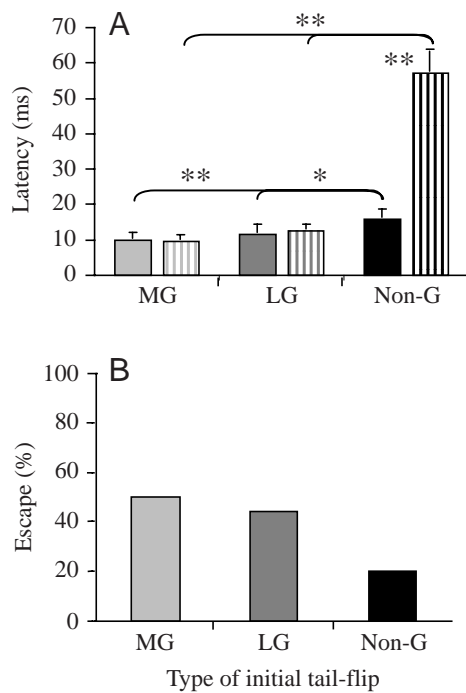 A
70
60
50
40
30
20
10
0
Latency (ms)
**
**
**
*
MG LG Non-G
B
100
80
60
40
20
0
Escape (%)
MG LG Non-G
Type of initial tail-flip